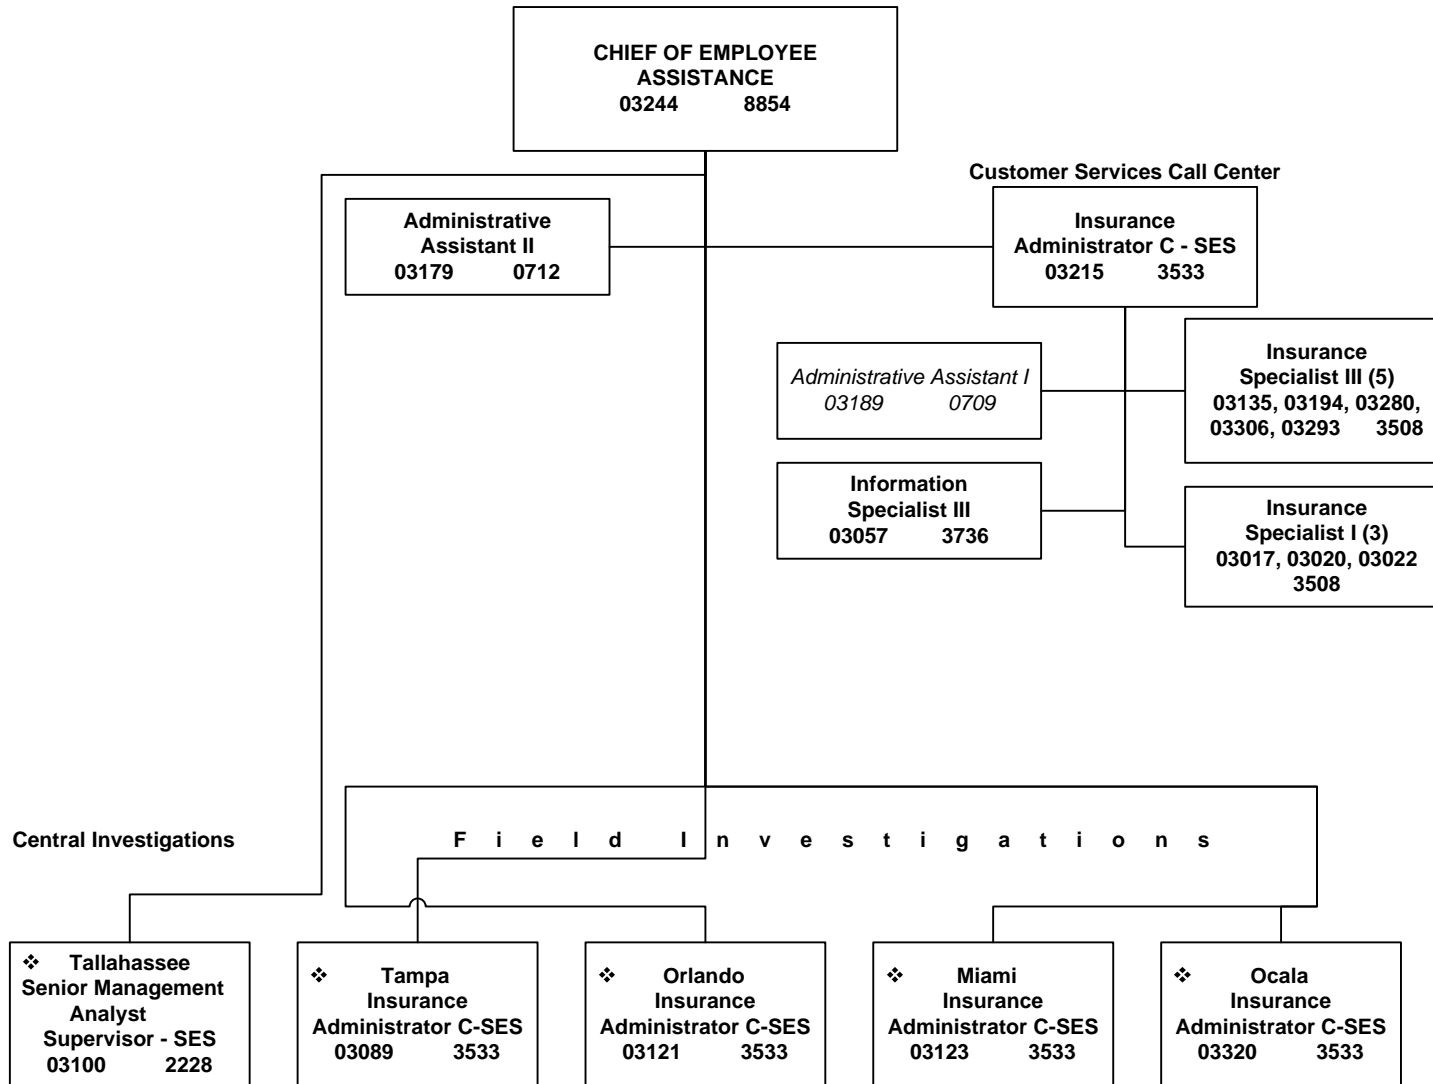 CHIEF OF EMPLOYEE
ASSISTANCE
03244 8854
Customer Services Call Center
Administrative
Assistant II
03179 0712
Insurance
Administrator C - SES
03215 3533
Administrative Assistant I
03189 0709
Insurance
Specialist III (5)
03135, 03194, 03280,
03306, 03293 3508
Information
Specialist III
03057 3736
Insurance
Specialist I (3)
03017, 03020, 03022
3508
Central Investigations
F i e l d I n v e s t i g a t i o n s
❖ Tallahassee
Senior Management
Analyst
Supervisor - SES
03100 2228
❖ Tampa
Insurance
Administrator C-SES
03089 3533
❖ Orlando
Insurance
Administrator C-SES
03121 3533
❖ Miami
Insurance
Administrator C-SES
03123 3533
❖ Ocala
Insurance
Administrator C-SES
03320 3533